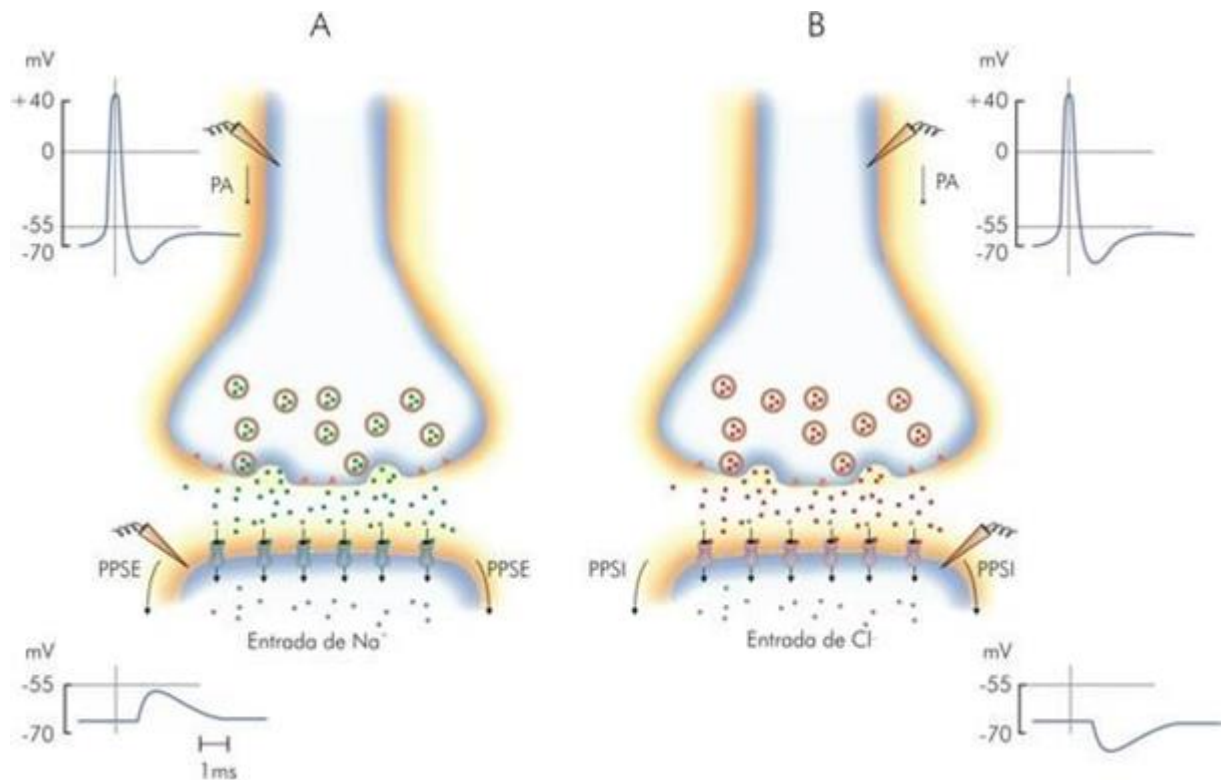 A
B
mV
+40
0
-55
-70
PA
mV
+40
0
-55
-70
PA
PPSE
PPSE
Entrada de Na⁺
mV
-55
-70
1ms
PPSI
PPSI
Entrada de Cl⁻
mV
-55
-70